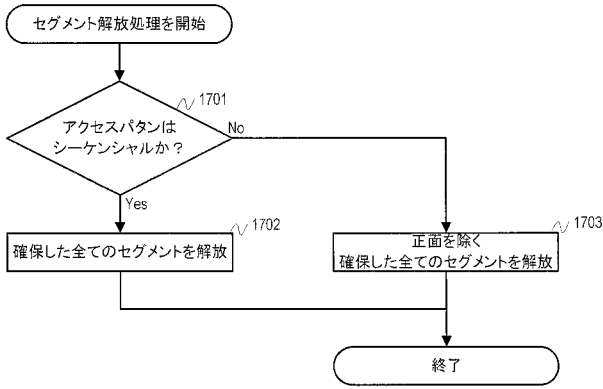 セグメント解放処理を開始
1701
アクセスパタンは
シーケンシャルか?
No
Yes
1702
確保した全てのセグメントを解放
1703
正面を除く
確保した全てのセグメントを解放
終了